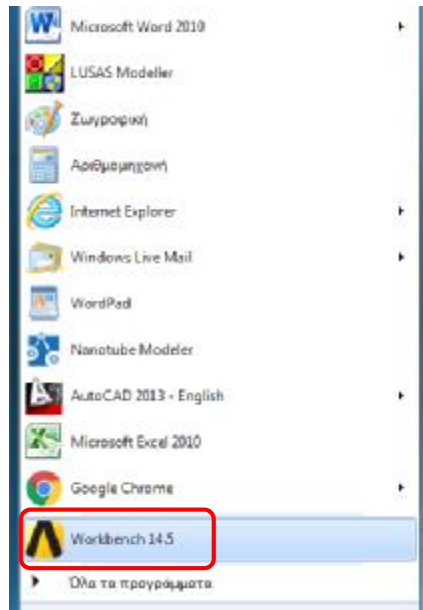 Microsoft Word 2010
LUSAS Modeller
Ζωγραφική
Αριθμομηχανή
Internet Explorer
Windows Live Mail
WordPad
Nanotube Modeler
AutoCAD 2013 - English
Microsoft Excel 2010
Google Chrome
Workbench 14.5
Όλα τα προγράμματα